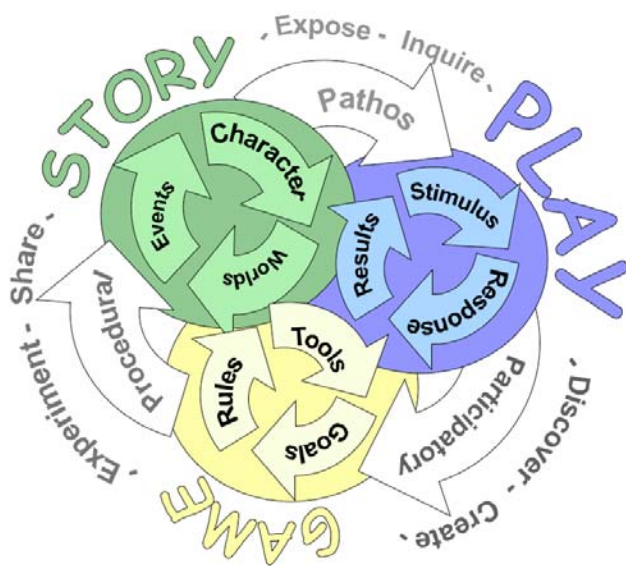 STORY
, Expose - Inquire,
Pathos
PLAY
Character
Worlds
Events
Stimulus
Response
Results
Participatory
, Discover - Create,
Tools
Goals
Rules
GAME
Procedural
, Experiment - Share,